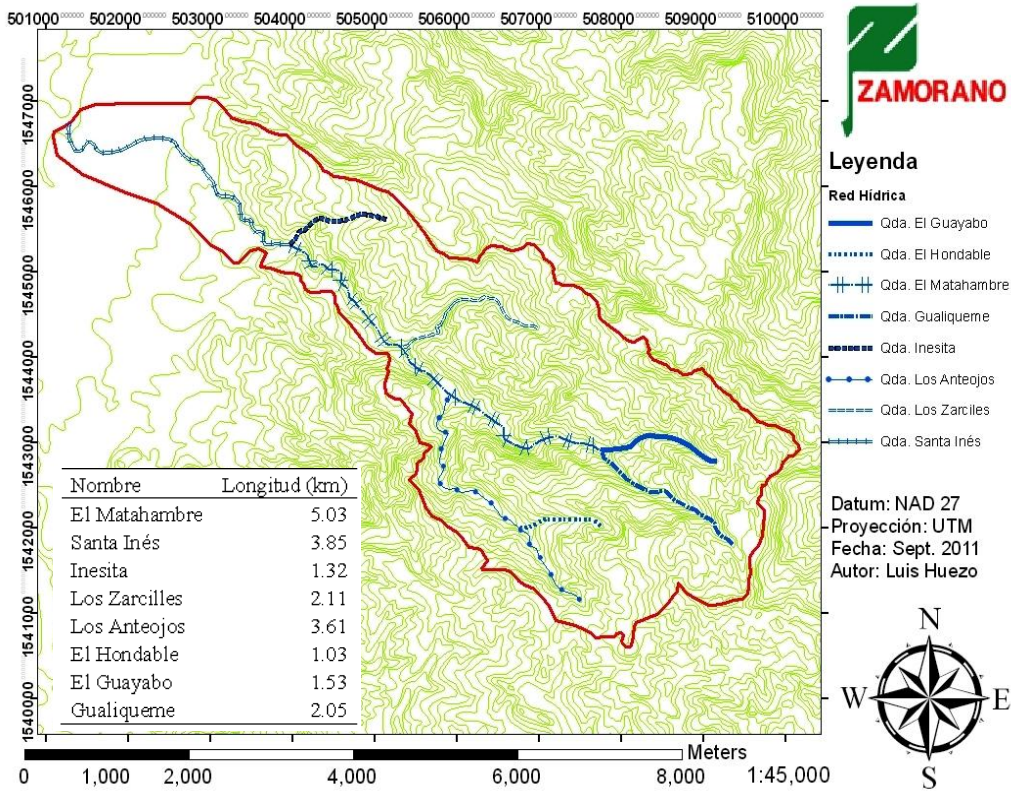 501000 502000 503000 504000 505000 506000 507000 508000 509000 510000
1547000
1546000
1545000
1544000
1543000
1542000
1541000
1540000
ZAMORANO
Leyenda
Red Hídrica
Qda. El Guayabo
Qda. El Hondable
Qda. El Matahambre
Qda. Gualiqueme
Qda. Inesita
Qda. Los Anteojos
Qda. Los Zarciles
Qda. Santa Inés
Datum: NAD 27
Proyección: UTM
Fecha: Sept. 2011
Autor: Luis Huezo
Nombre Longitud (km)
El Matahambre 5.03
Santa Inés 3.85
Inesita 1.32
Los Zarcilles 2.11
Los Anteojos 3.61
El Hondable 1.03
El Guayabo 1.53
Gualiqueme 2.05
N
W E
S
Meters
0 1,000 2,000 4,000 6,000 8,000 1:45,000